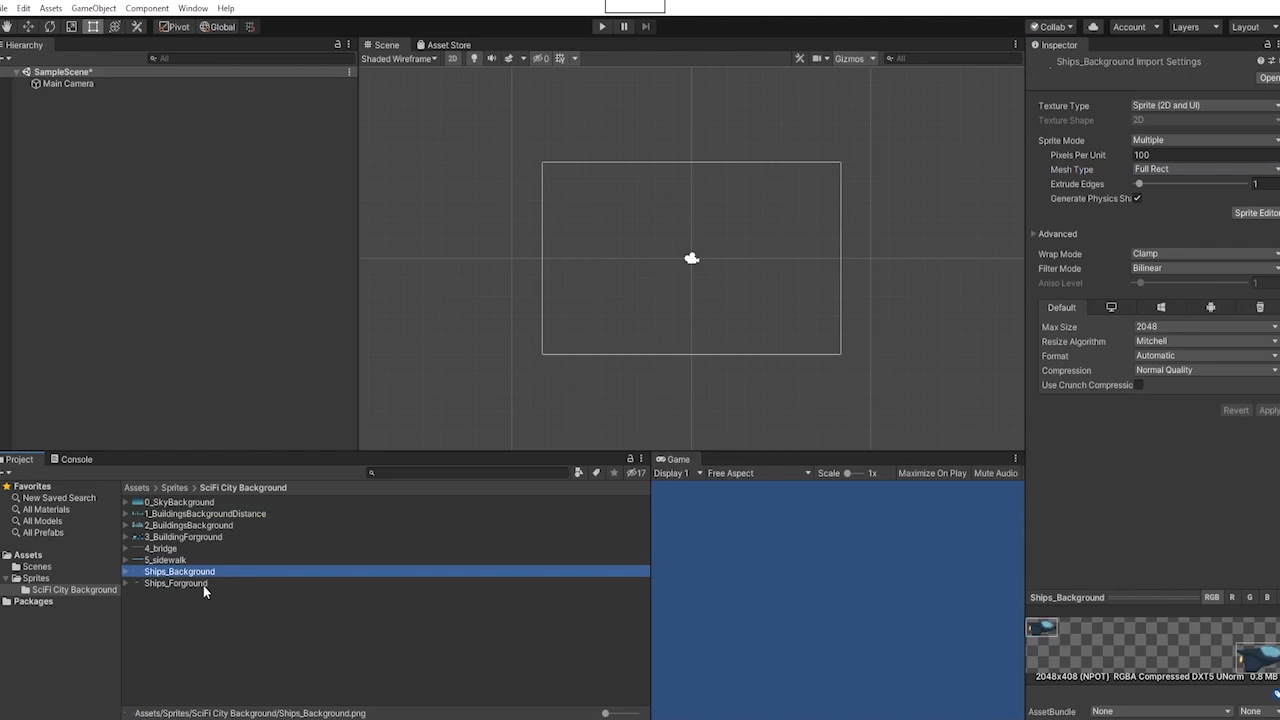 Edit Assets GameObject Component Window Help
Pivot Global Collab Account Layers Layout
Hierarchy
All
SampleScene*
Main Camera
Scene Asset Store
Shaded Wireframe 2D 0 Gizmos All
Inspector
Ships_Background Import Settings
Open
Texture Type Sprite (2D and UI)
Texture Shape 2D
Sprite Mode Multiple
Pixels Per Unit 100
Mesh Type Full Rect
Extrude Edges 1
Generate Physics Sh
Sprite Editor
Advanced
Wrap Mode Clamp
Filter Mode Bilinear
Aniso Level 1
Default
Max Size 2048
Resize Algorithm Mitchell
Format Automatic
Compression Normal Quality
Use Crunch Compressio
Revert Apply
Project Console
17
Favorites
New Saved Search
All Materials
All Models
All Prefabs
Assets
Scenes
Sprites
SciFi City Background
Packages
Assets Sprites SciFi City Background
0_SkyBackground
1_BuildingsBackgroundDistance
2_BuildingsBackground
3_BuildingForground
4_bridge
5_sidewalk
Ships_Background
Ships_Forground
Assets/Sprites/SciFi City Background/Ships_Background.png
Game
Display 1 Free Aspect Scale 1x Maximize On Play Mute Audio
Ships_Background RGB R G B
2048x408 (NPOT) RGBA Compressed DXT5 UNorm 0.8 MB
AssetBundle None None